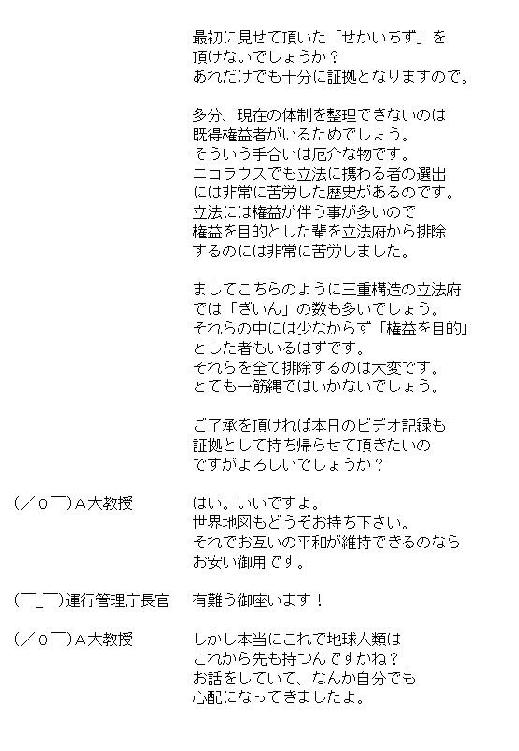 最初に見せて頂いた「せかいちず」を
頂けないでしょうか？
あれだけでも十分に証拠となりますので。
多分、現在の体制を整理できないのは
既得権益者がいるためでしょう。
そういう手合いは厄介な物です。
ニコラウスでも立法に携わる者の選出
には非常に苦労した歴史があるのです。
立法には権益が伴う事が多いので
権益を目的とした輩を立法府から排除
するのには非常に苦労しました。
ましてこちらのように三重構造の立法府
では「ぎいん」の数も多いでしょう。
それらの中には少なからず「権益を目的」
とした者もいるはずです。
それらを全て排除するのは大変です。
とても一筋縄ではいかないでしょう。
ご了承を頂ければ本日のビデオ記録も
証拠として持ち帰らせて頂きたいの
ですがよろしいでしょうか？
(／０￣)Ａ大教授 はい。いいですよ。
世界地図もどうぞお持ち下さい。
それでお互いの平和が維持できるのなら
お安い御用です。
(￣_￣)運行管理庁長官 有難う御座います！
(／０￣)Ａ大教授 しかし本当にこれで地球人類は
これから先も持つんですかね？
お話をしていて、なんか自分でも
心配になってきましたよ。